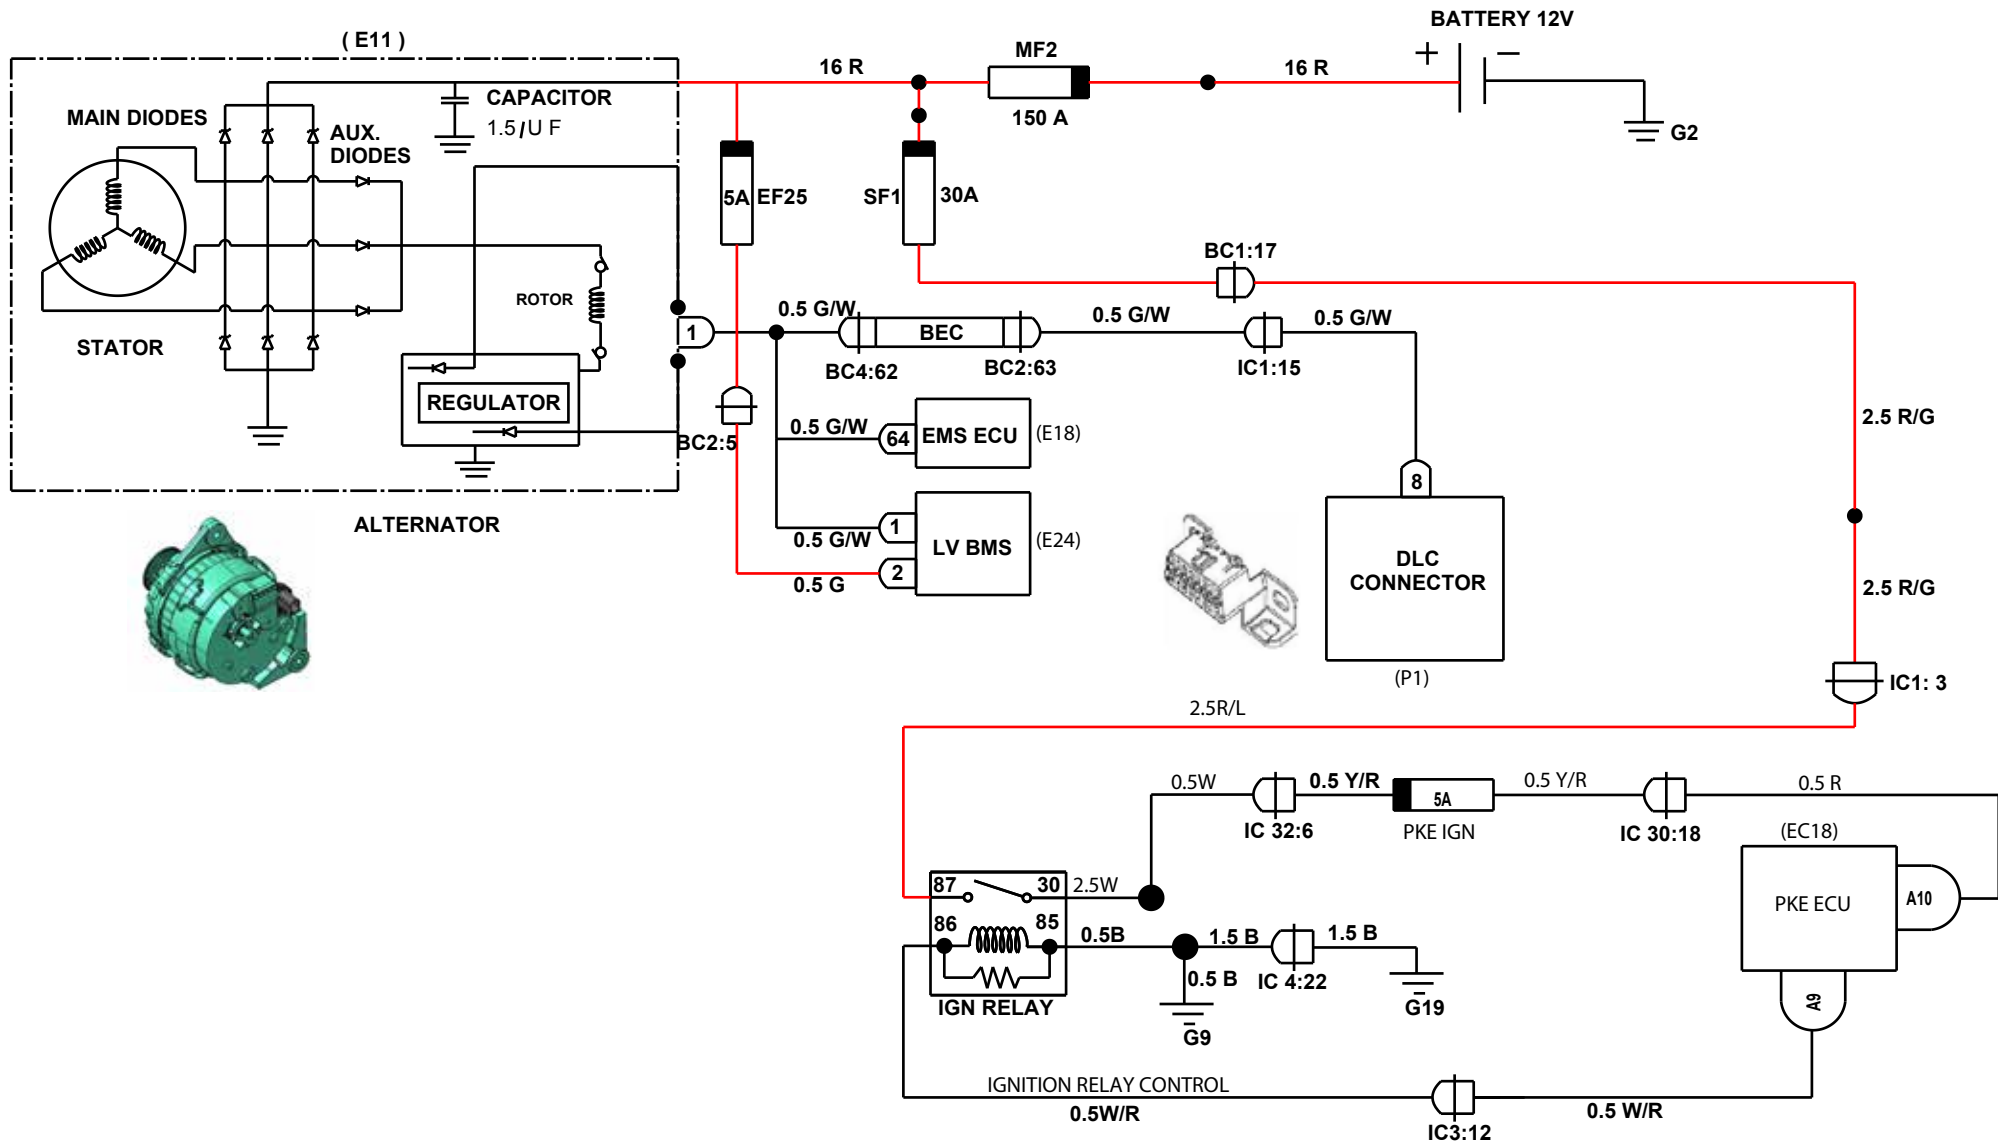 BATTERY 12V
( E11 )
MF2
16 R
16 R
150 A
G2
CAPACITOR
1.5/U F
MAIN DIODES
AUX.
DIODES
5A
EF25
SF1
30A
BC1:17
ROTOR
STATOR
1
0.5 G/W
BEC
0.5 G/W
0.5 G/W
BC4:62
BC2:63
IC1:15
REGULATOR
BC2:5
0.5 G/W
64
EMS ECU
(E18)
2.5 R/G
8
ALTERNATOR
0.5 G/W
1
LV BMS
(E24)
2
0.5 G
DLC
CONNECTOR
2.5 R/G
(P1)
IC1: 3
2.5R/L
0.5W
0.5 Y/R
5A
0.5 Y/R
0.5 R
IC 32:6
PKE IGN
IC 30:18
(EC18)
87
30
2.5W
PKE ECU
A10
86
85
0.5B
1.5 B
1.5 B
0.5 B
IC 4:22
IGN RELAY
G19
A9
G9
IGNITION RELAY CONTROL
0.5W/R
0.5 W/R
IC3:12